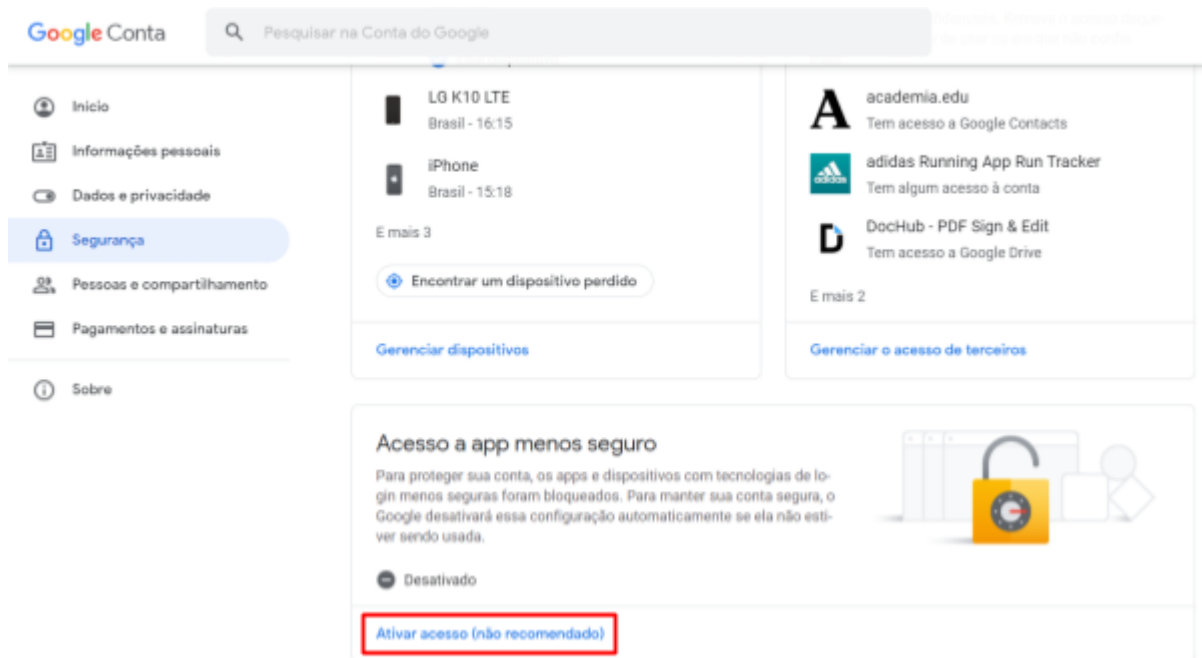 Google Conta
Pesquisar na Conta do Google
Início
Informações pessoais
Dados e privacidade
Segurança
Pessoas e compartilhamento
Pagamentos e assinaturas
Sobre
LG K10 LTE
Brasil - 16:15
iPhone
Brasil - 15:18
E mais 3
Encontrar um dispositivo perdido
Gerenciar dispositivos
A
academia.edu
Tem acesso a Google Contacts
adidas
adidas Running App Run Tracker
Tem algum acesso à conta
DocHub - PDF Sign & Edit
Tem acesso a Google Drive
E mais 2
Gerenciar o acesso de terceiros
Acesso a app menos seguro
Para proteger sua conta, os apps e dispositivos com tecnologias de lo-
gin menos seguras foram bloqueados. Para manter sua conta segura, o
Google desativará essa configuração automaticamente se ela não esti-
ver sendo usada.
Desativado
Ativar acesso (não recomendado)